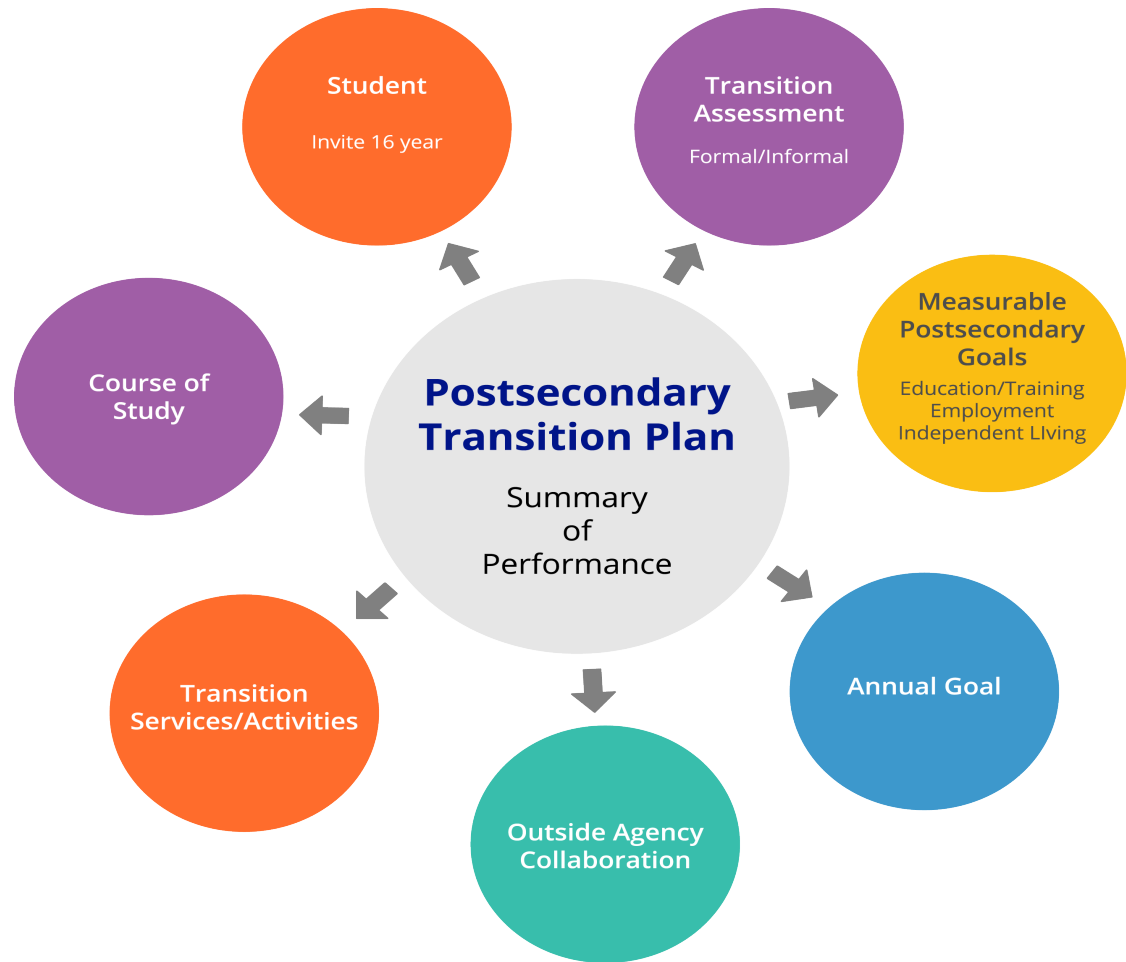 Student
Invite 16 year
Transition
Assessment
Formal/Informal
Measurable
Postsecondary
Goals
Education/Training
Employment
Independent LIving
Course of
Study
Postsecondary
Transition Plan
Summary
of
Performance
Transition
Services/Activities
Annual Goal
Outside Agency
Collaboration